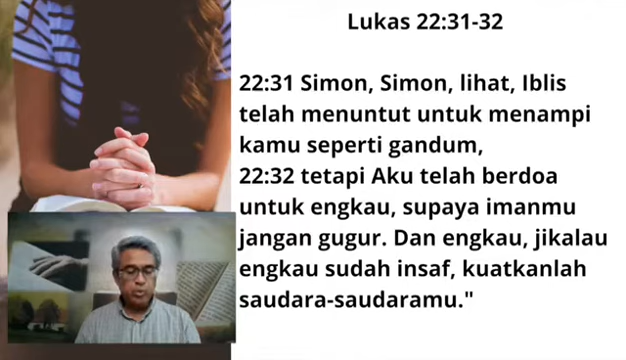 Lukas 22:31-32
22:31 Simon, Simon, lihat, Iblis
telah menuntut untuk menampi
kamu seperti gandum,
22:32 tetapi Aku telah berdoa
untuk engkau, supaya imanmu
jangan gugur. Dan engkau, jikalau
engkau sudah insaf, kuatkanlah
saudara-saudaramu."